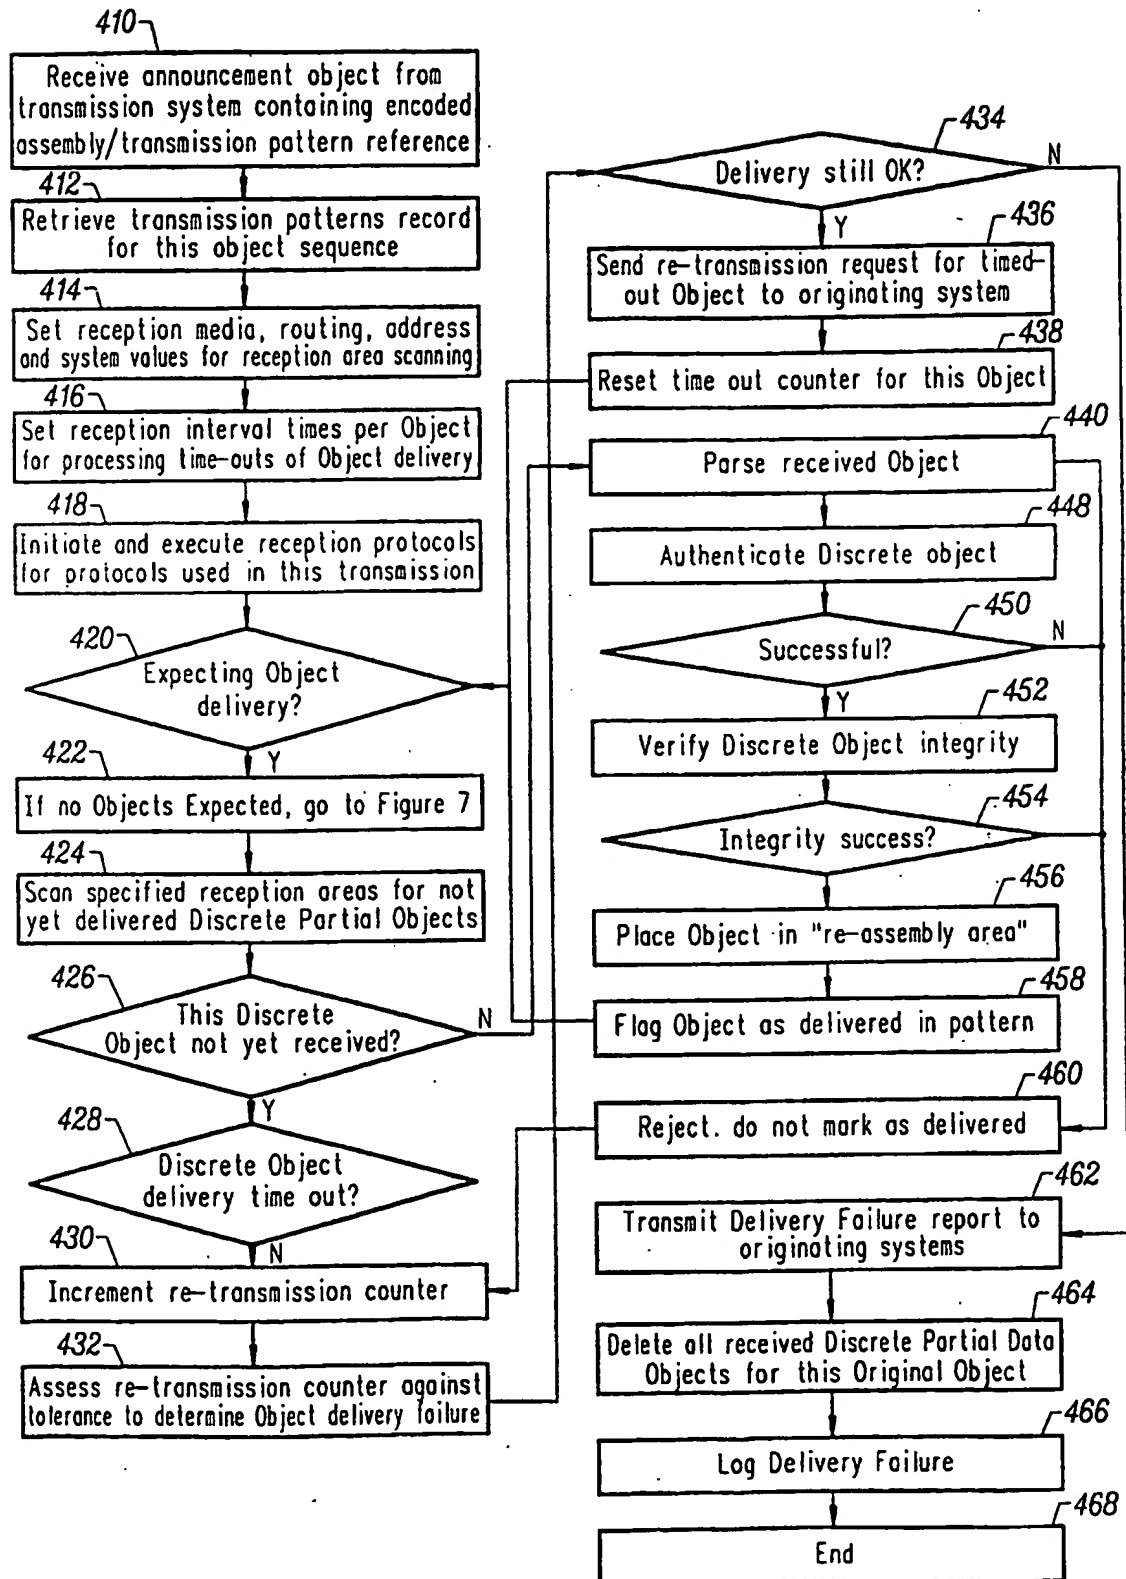 410
Receive announcement object from
transmission system containing encoded
assembly/transmission pattern reference
412
Retrieve transmission patterns record
for this object sequence
414
Set reception media, routing, address
and system values for reception area scanning
416
Set reception interval times per Object
for processing time-outs of Object delivery
418
Initiate and execute reception protocols
for protocols used in this transmission
420
Expecting Object
delivery?
Y
422
If no Objects Expected, go to Figure 7
424
Scan specified reception areas for not
yet delivered Discrete Partial Objects
426
This Discrete
Object not yet received?
N
Y
428
Discrete Object
delivery time out?
N
430
Increment re-transmission counter
432
Assess re-transmission counter against
tolerance to determine Object delivery failure
434
Delivery still OK?
N
Y
436
Send re-transmission request for timed-
out Object to originating system
438
Reset time out counter for this Object
440
Parse received Object
448
Authenticate Discrete object
450
Successful?
N
Y
452
Verify Discrete Object integrity
454
Integrity success?
456
Place Object in "re-assembly area"
458
Flag Object as delivered in pattern
460
Reject. do not mark as delivered
462
Transmit Delivery Failure report to
originating systems
464
Delete all received Discrete Partial Data
Objects for this Original Object
466
Log Delivery Failure
468
End